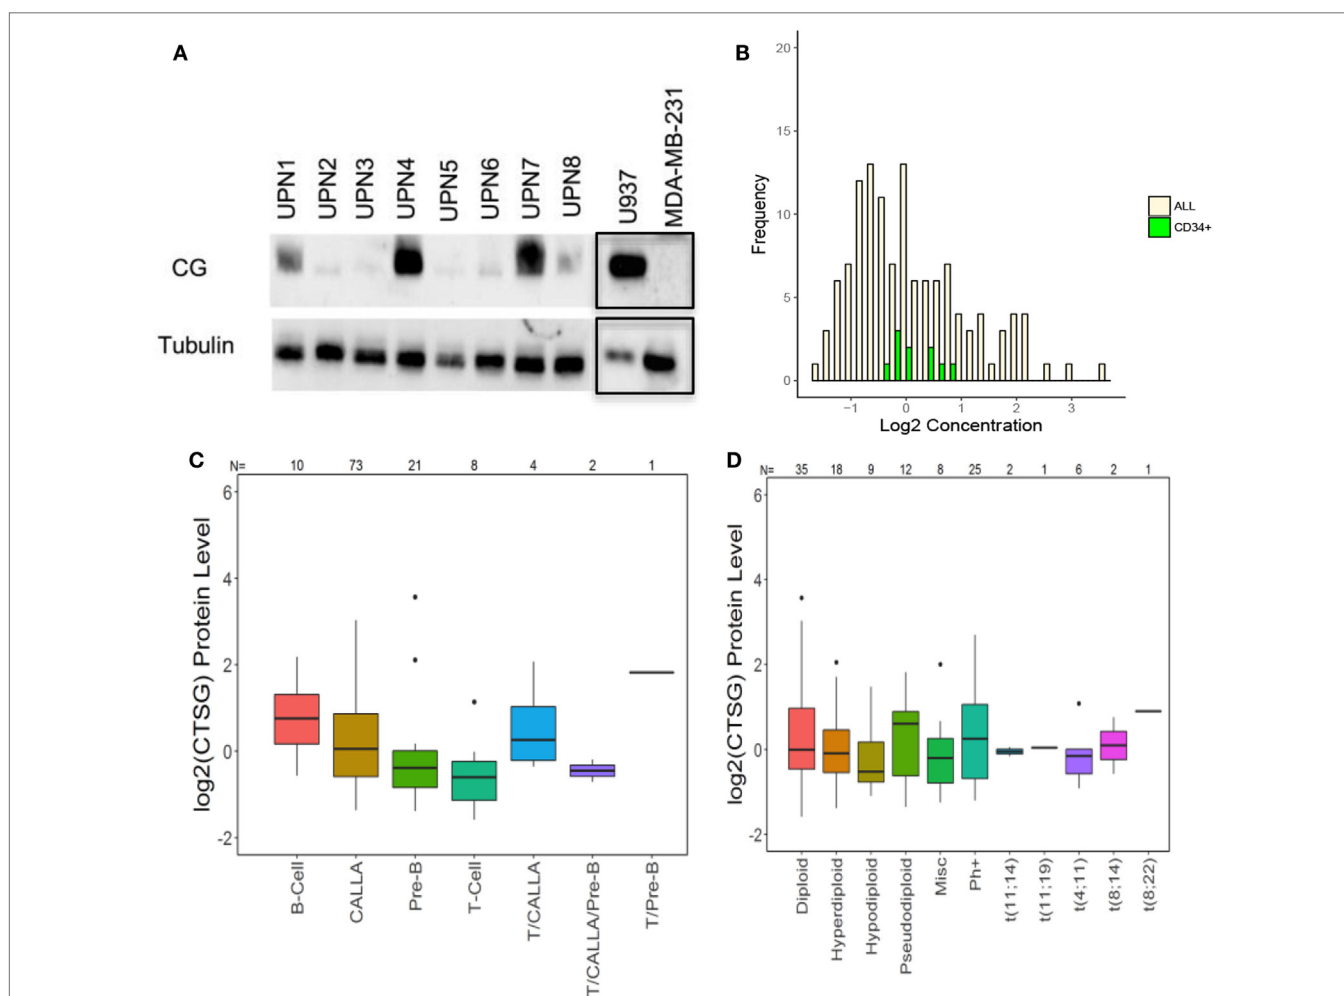 A
UPN1
UPN2
UPN3
UPN4
UPN5
UPN6
UPN7
UPN8
U937
MDA-MB-231
CG
Tubulin
B
20
15
10
5
0
Frequency
−1 0 1 2 3
Log2 Concentration
ALL
CD34+
C
N= 10 73 21 8 4 2 1
6
4
2
0
-2
log2(CTSG) Protein Level
B-Cell
CALLA
Pre-B
T-Cell
T/CALLA
T/CALLA/Pre-B
T/Pre-B
D
N= 35 18 9 12 8 25 2 1 6 2 1
6
4
2
0
-2
log2(CTSG) Protein Level
Diploid
Hyperdiploid
Hypodiploid
Pseudodiploid
Misc
Ph+
t(11;14)
t(11;19)
t(4;11)
t(8;14)
t(8;22)